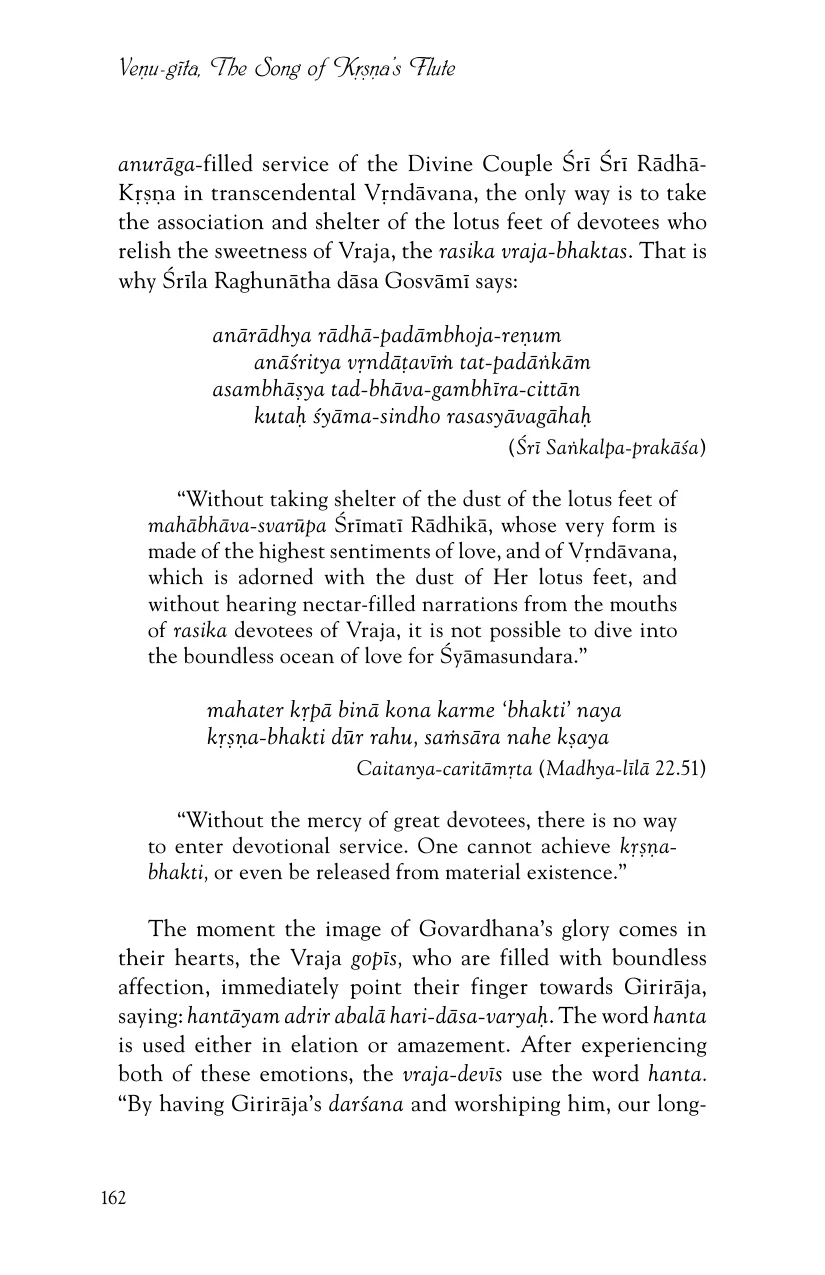 Veṇu-gīta, The Song of Kṛṣṇa's Flute
anurāga-filled service of the Divine Couple Śrī Śrī Rādhā-
Kṛṣṇa in transcendental Vṛndāvana, the only way is to take
the association and shelter of the lotus feet of devotees who
relish the sweetness of Vraja, the rasika vraja-bhaktas. That is
why Śrīla Raghunātha dāsa Gosvāmī says:
anārādhya rādhā-padāmbhoja-reṇum
anāśritya vṛndāṭavīṁ tat-padāṅkām
asambhāṣya tad-bhāva-gambhīra-cittān
kutaḥ śyāma-sindho rasasyāvagāhaḥ
(Śrī Saṅkalpa-prakāśa)
“Without taking shelter of the dust of the lotus feet of
mahābhāva-svarūpa Śrīmatī Rādhikā, whose very form is
made of the highest sentiments of love, and of Vṛndāvana,
which is adorned with the dust of Her lotus feet, and
without hearing nectar-filled narrations from the mouths
of rasika devotees of Vraja, it is not possible to dive into
the boundless ocean of love for Śyāmasundara.”
mahater kṛpā binā kona karme ‘bhakti’ naya
kṛṣṇa-bhakti dūr rahu, saṁsāra nahe kṣaya
Caitanya-caritāmṛta (Madhya-līlā 22.51)
“Without the mercy of great devotees, there is no way
to enter devotional service. One cannot achieve kṛṣṇa-
bhakti, or even be released from material existence.”
The moment the image of Govardhana’s glory comes in
their hearts, the Vraja gopīs, who are filled with boundless
affection, immediately point their finger towards Girirāja,
saying: hantāyam adrir abalā hari-dāsa-varyaḥ. The word hanta
is used either in elation or amazement. After experiencing
both of these emotions, the vraja-devīs use the word hanta.
“By having Girirāja’s darśana and worshiping him, our long-
162